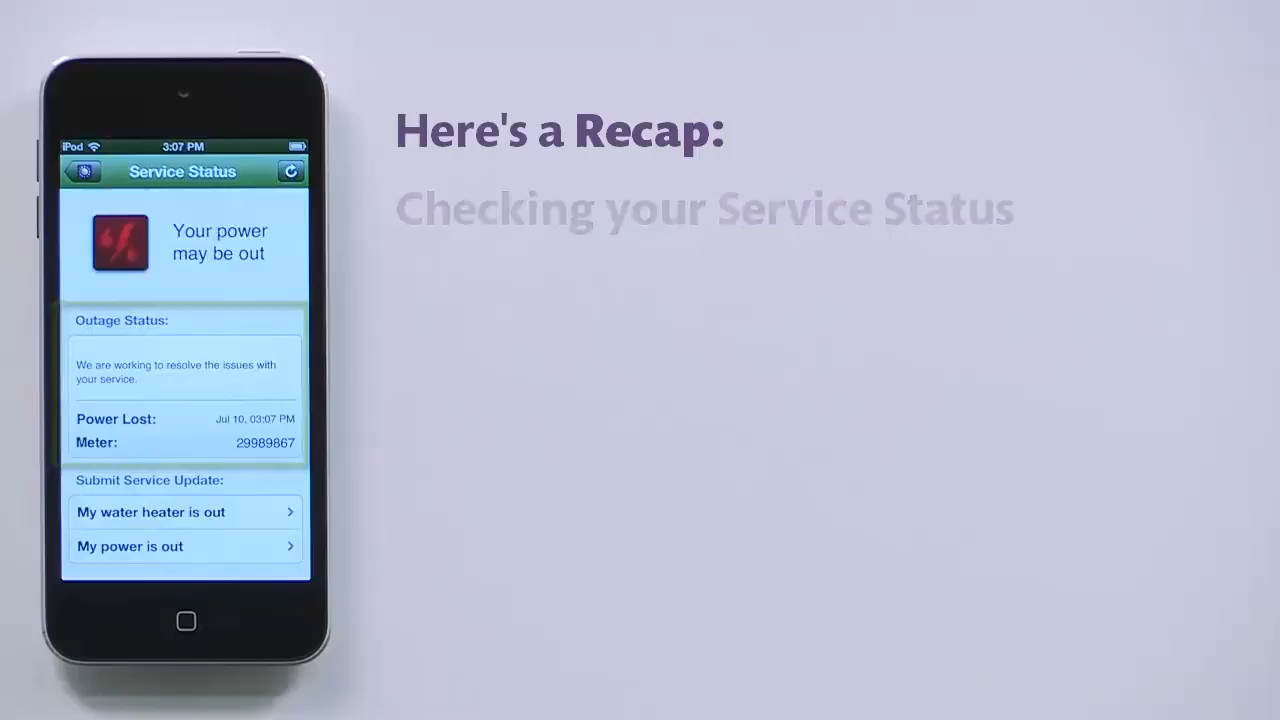 Here's a Recap:
Checking your Service Status
iPod 3:07 PM
Service Status
Your power
may be out
Outage Status:
We are working to resolve the issues with
your service.
Power Lost: Jul 10, 03:07 PM
Meter: 29989867
Submit Service Update:
My water heater is out
My power is out